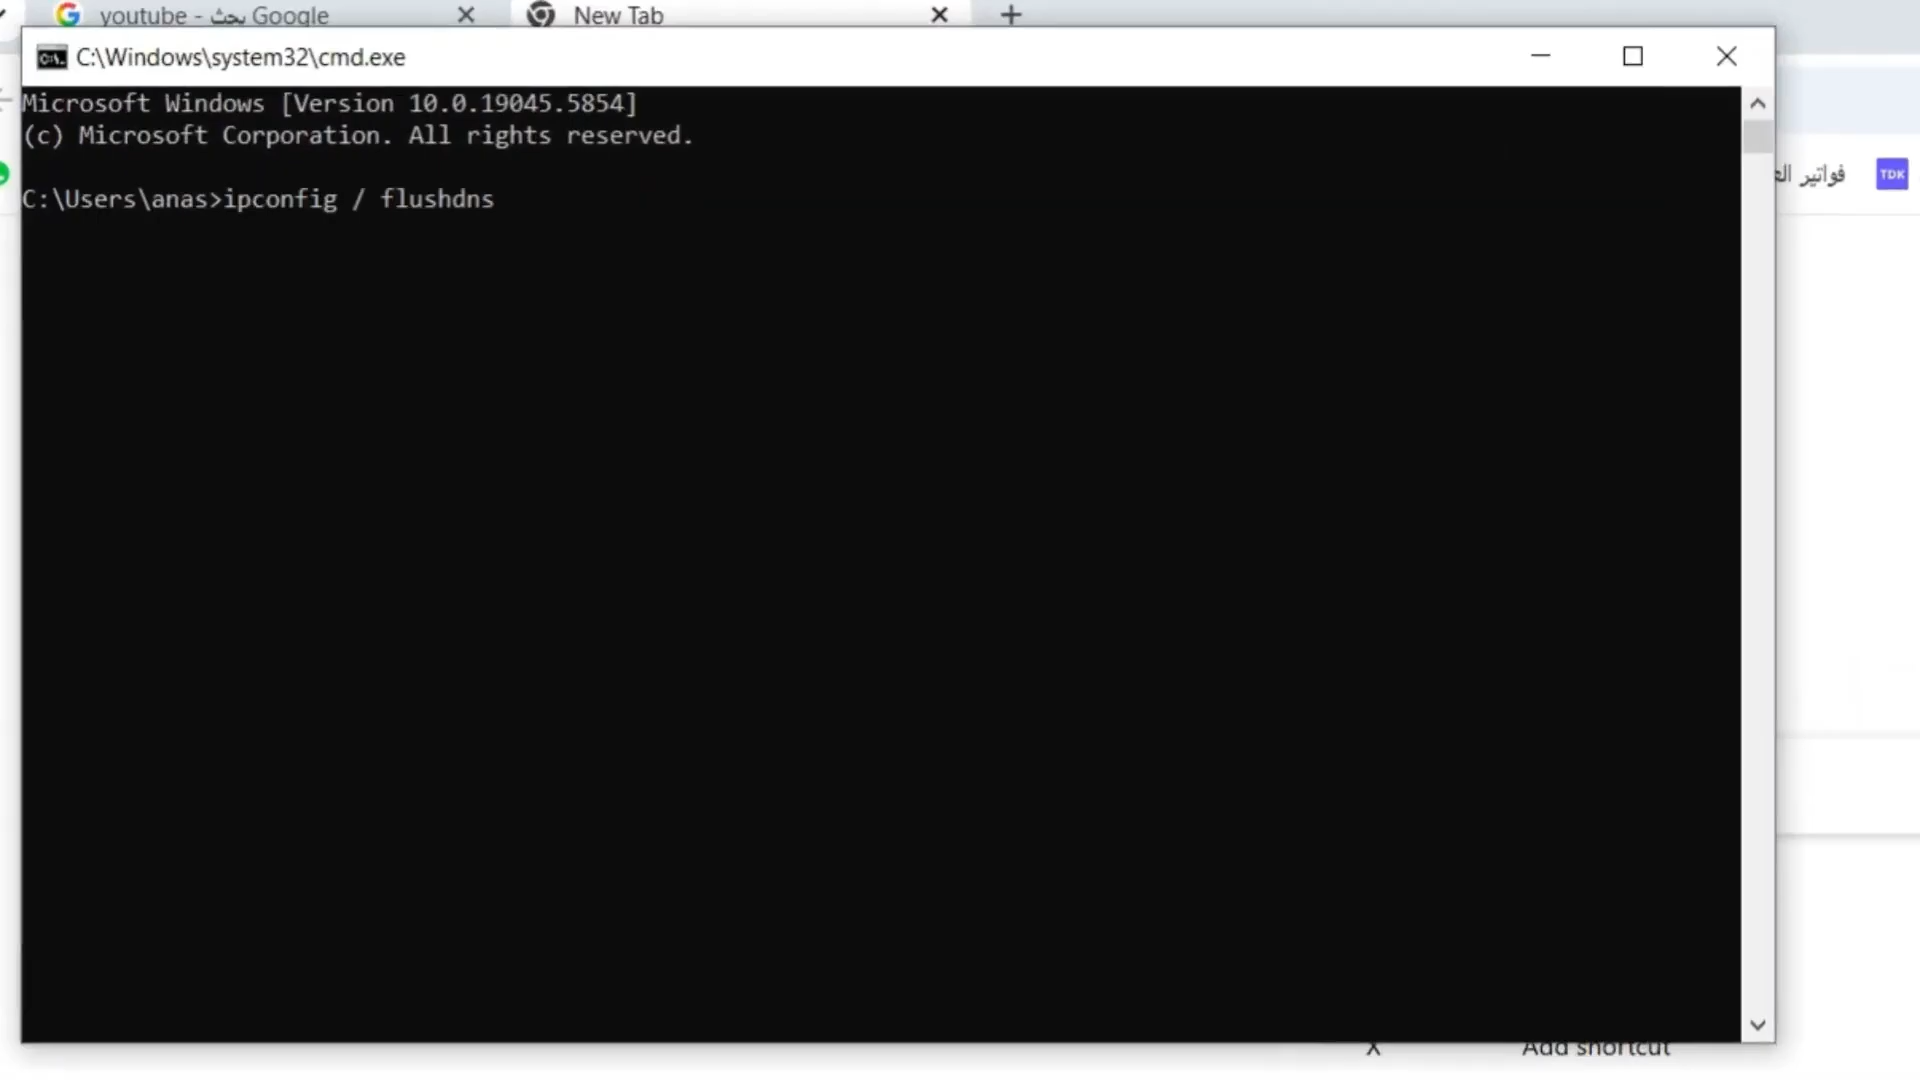 youtube - بحث Google
New Tab
C:\Windows\system32\cmd.exe
Microsoft Windows [Version 10.0.19045.5854]
(c) Microsoft Corporation. All rights reserved.
C:\Users\anas>ipconfig / flushdns
فواتير
TDK
Add shortcut